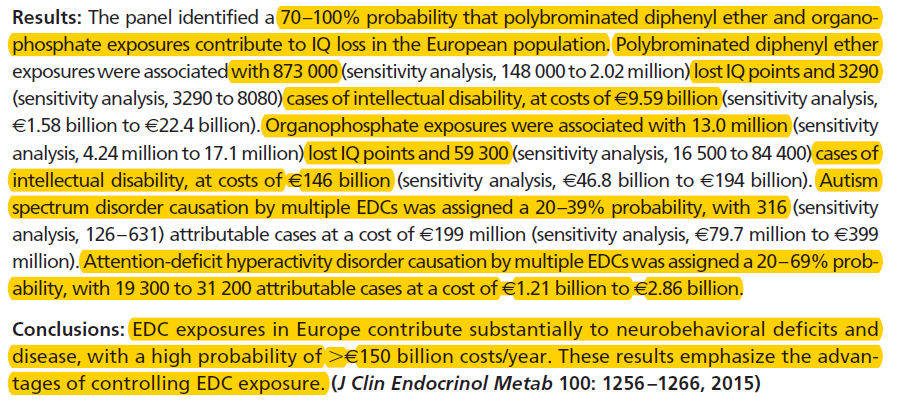 Results: The panel identified a 70–100% probability that polybrominated diphenyl ether and organo-
phosphate exposures contribute to IQ loss in the European population. Polybrominated diphenyl ether
exposures were associated with 873 000 (sensitivity analysis, 148 000 to 2.02 million) lost IQ points and 3290
(sensitivity analysis, 3290 to 8080) cases of intellectual disability, at costs of €9.59 billion (sensitivity analysis,
€1.58 billion to €22.4 billion). Organophosphate exposures were associated with 13.0 million (sensitivity
analysis, 4.24 million to 17.1 million) lost IQ points and 59 300 (sensitivity analysis, 16 500 to 84 400) cases of
intellectual disability, at costs of €146 billion (sensitivity analysis, €46.8 billion to €194 billion). Autism
spectrum disorder causation by multiple EDCs was assigned a 20–39% probability, with 316 (sensitivity
analysis, 126–631) attributable cases at a cost of €199 million (sensitivity analysis, €79.7 million to €399
million). Attention-deficit hyperactivity disorder causation by multiple EDCs was assigned a 20–69% prob-
ability, with 19 300 to 31 200 attributable cases at a cost of €1.21 billion to €2.86 billion.
Conclusions: EDC exposures in Europe contribute substantially to neurobehavioral deficits and
disease, with a high probability of >€150 billion costs/year. These results emphasize the advan-
tages of controlling EDC exposure. (J Clin Endocrinol Metab 100: 1256–1266, 2015)